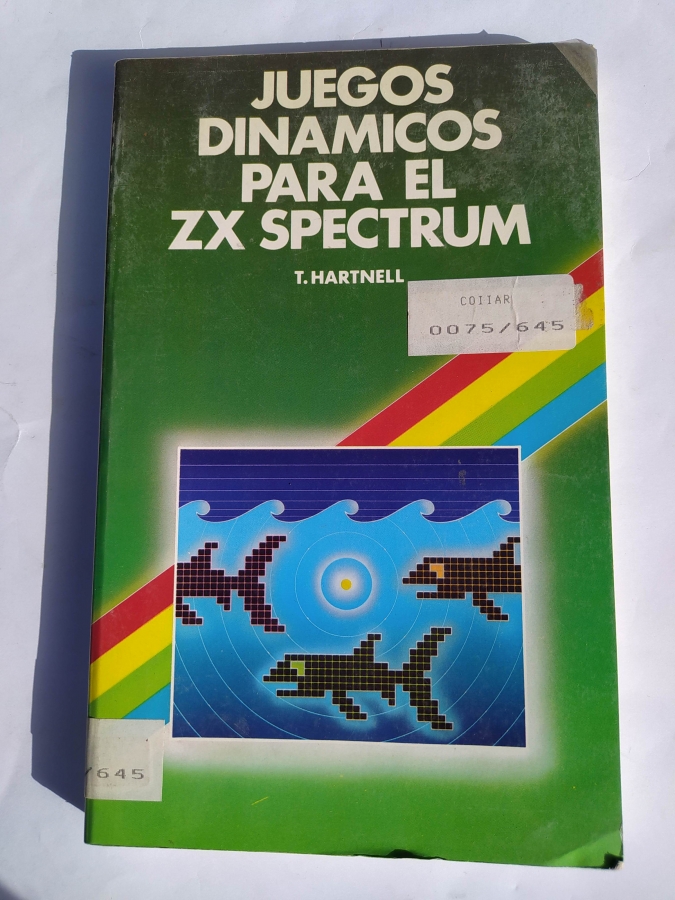 JUEGOS
DINAMICOS
PARA EL
ZX SPECTRUM
T. HARTNELL
COIIAR
0075/645
/645